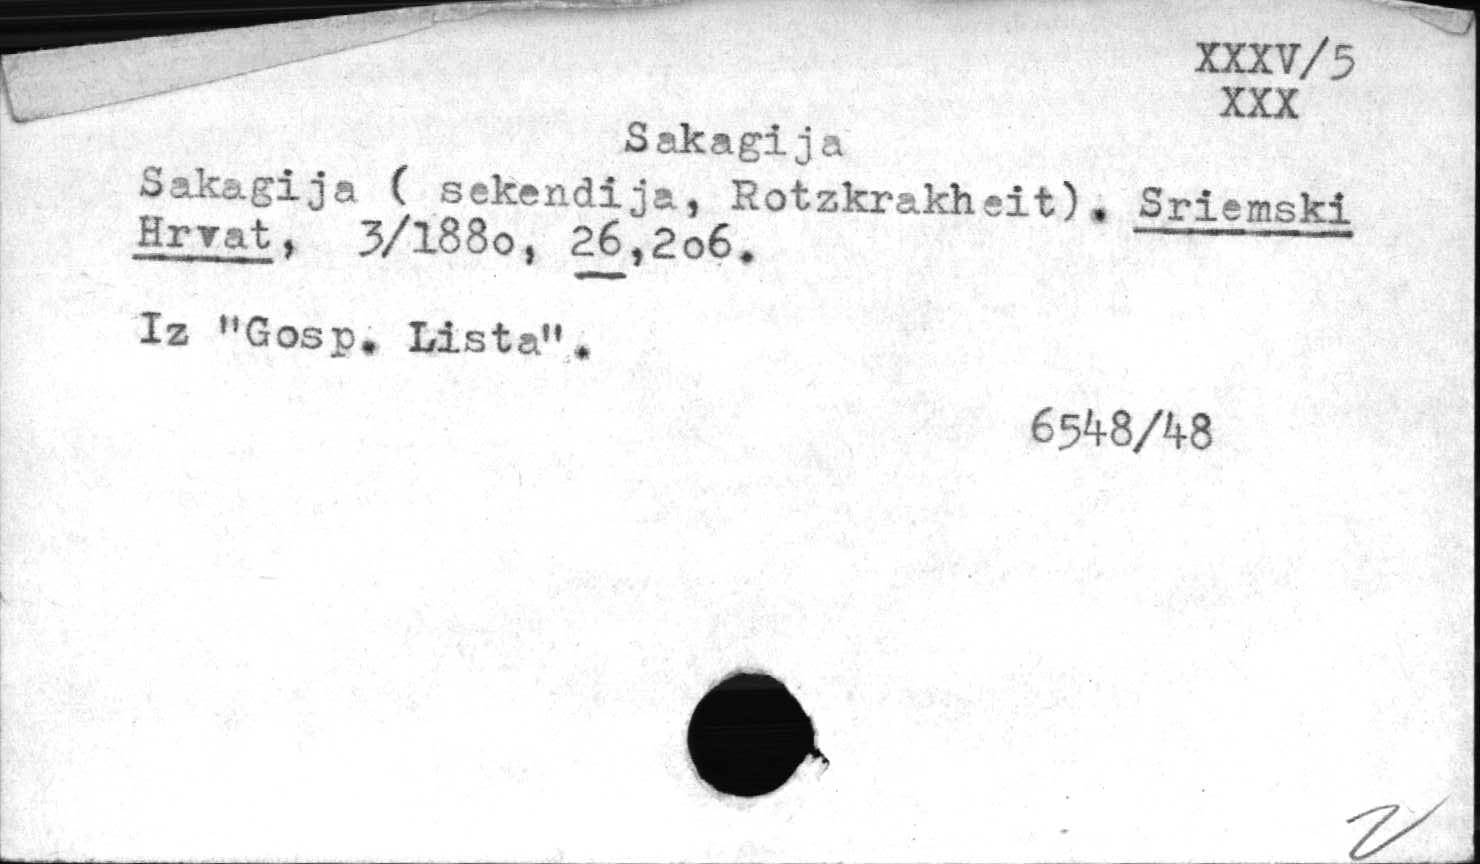 XXXV/5
XXX
Sakagija
Sakagija ( sekendija, Rotzkrakheit). Sriemski
Hrvat, 3/188o, 26,2o6.
Iz "Gosp. Lista".
6548/48